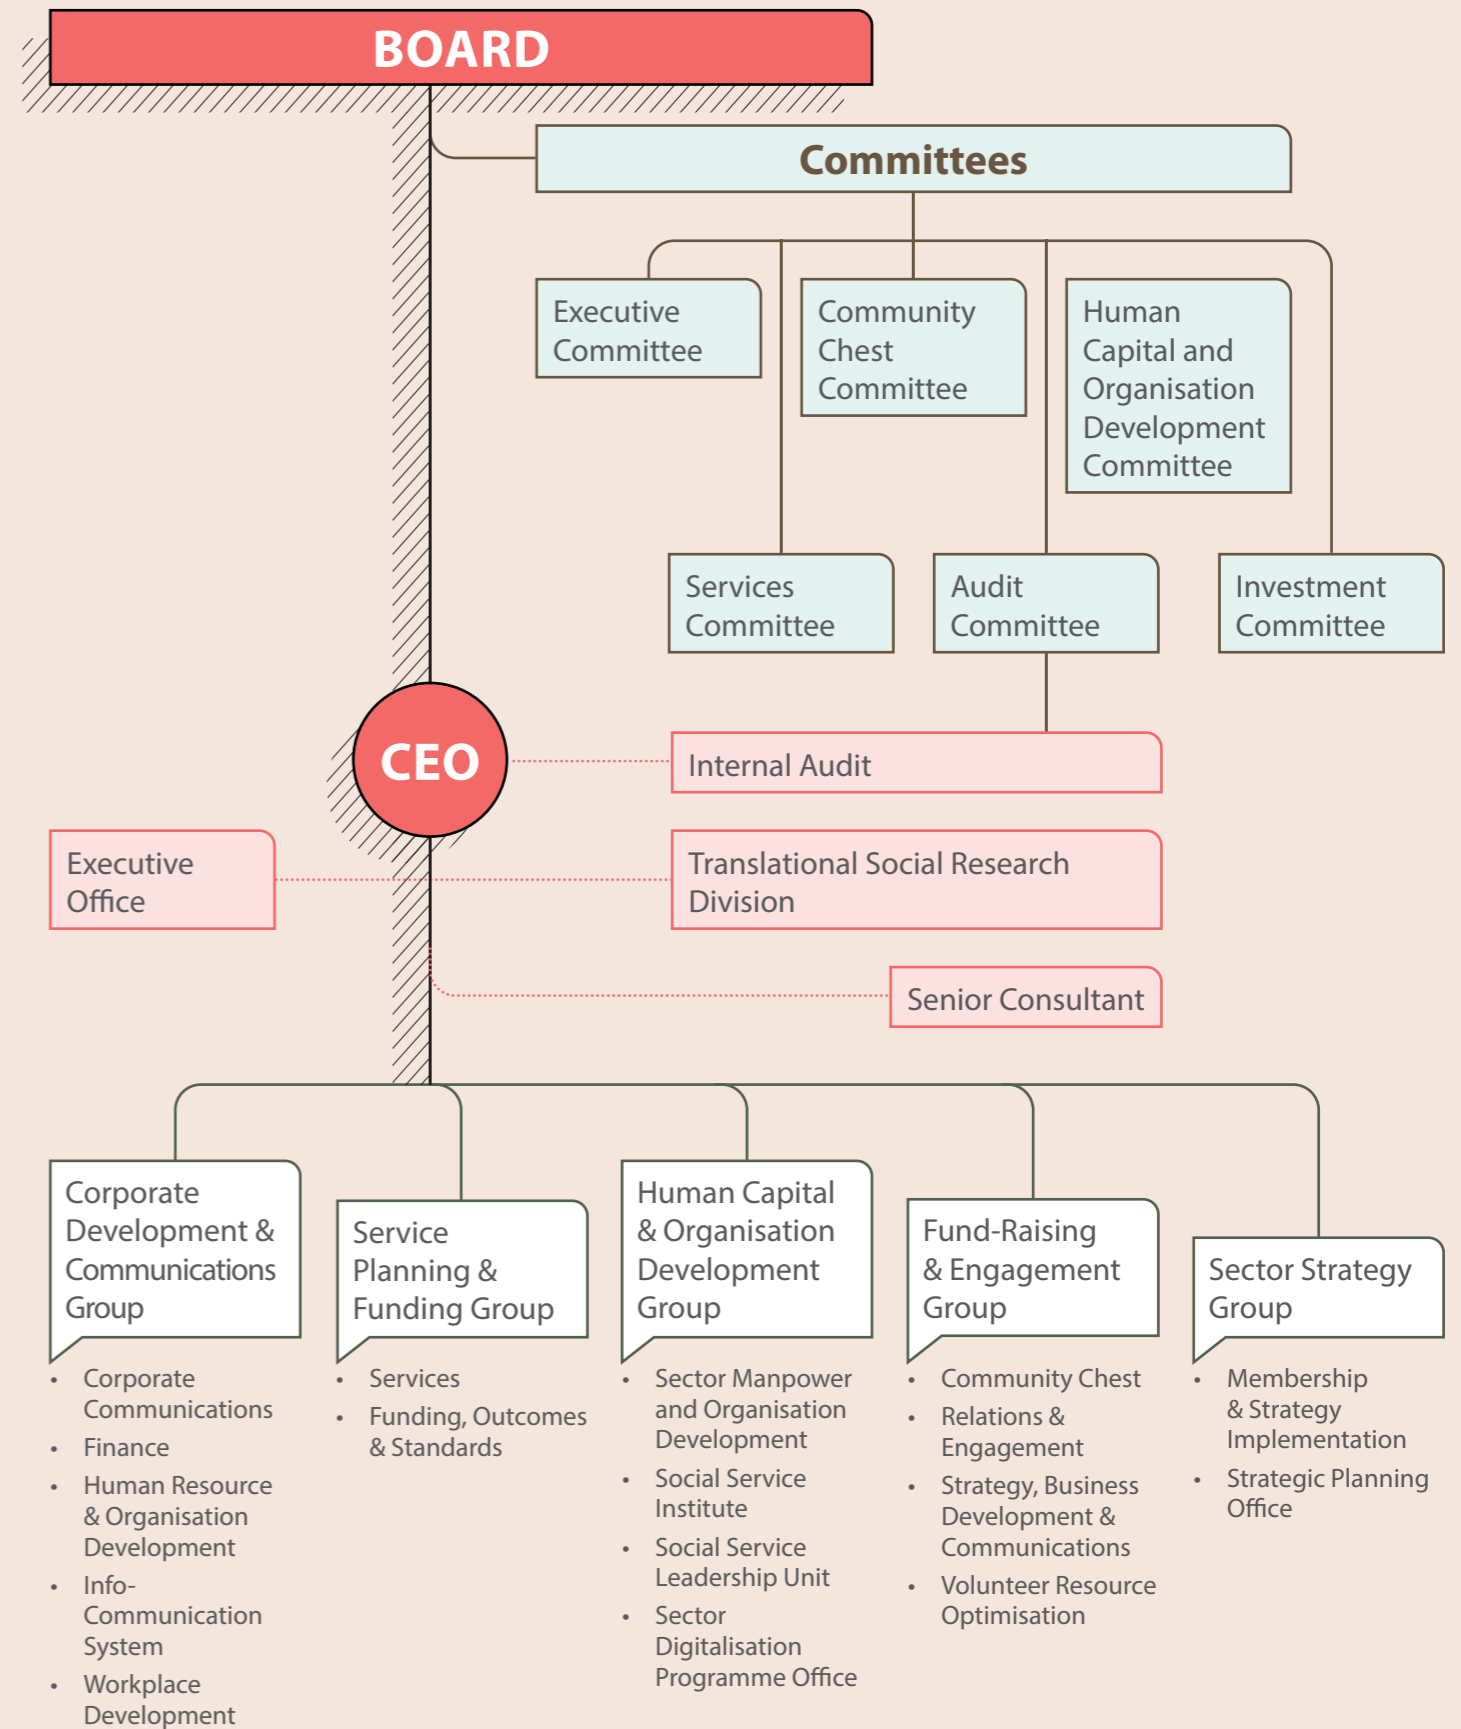 BOARD
Committees
Executive
Committee
Community
Chest
Committee
Human
Capital and
Organisation
Development
Committee
Services
Committee
Audit
Committee
Investment
Committee
CEO
Internal Audit
Executive
Office
Translational Social Research
Division
Senior Consultant
Corporate
Development &
Communications
Group
• Corporate
Communications
• Finance
• Human Resource
& Organisation
Development
• Info-
Communication
System
• Workplace
Development
Service
Planning &
Funding Group
• Services
• Funding, Outcomes
& Standards
Human Capital
& Organisation
Development
Group
• Sector Manpower
and Organisation
Development
• Social Service
Institute
• Social Service
Leadership Unit
• Sector
Digitalisation
Programme Office
Fund-Raising
& Engagement
Group
• Community Chest
• Relations &
Engagement
• Strategy, Business
Development &
Communications
• Volunteer Resource
Optimisation
Sector Strategy
Group
• Membership
& Strategy
Implementation
• Strategic Planning
Office